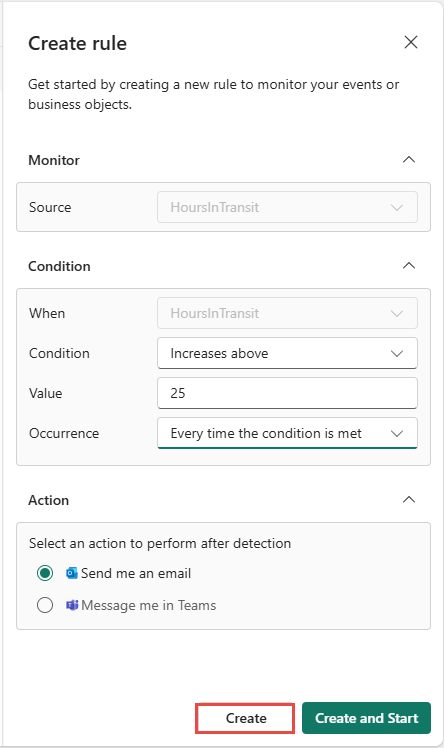 Create rule
Get started by creating a new rule to monitor your events or
business objects.
Monitor
Source HoursInTransit
Condition
When HoursInTransit
Condition Increases above
Value 25
Occurrence Every time the condition is met
Action
Select an action to perform after detection
Send me an email
Message me in Teams
Create Create and Start